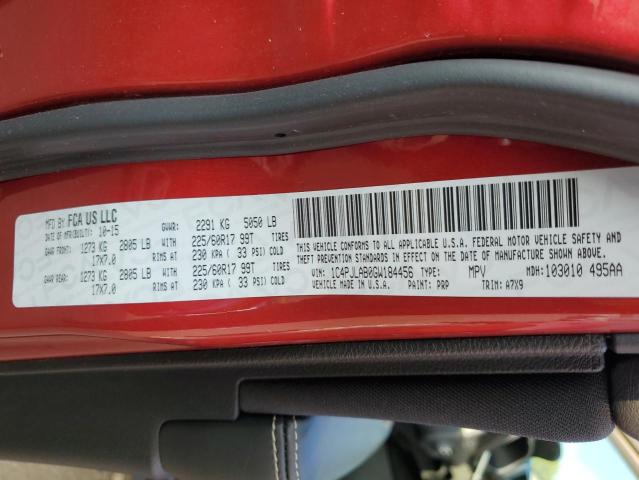 MFD BY FCA US LLC
DATE OF MFR(BUILT): 10-15 GVWR: 2291 KG 5050 LB
GAWR FRONT: 1273 KG 2805 LB WITH 225/60R17 99T TIRES
17X7.0 RIMS AT 230 KPA ( 33 PSI) COLD
GAWR REAR: 1273 KG 2805 LB WITH 225/60R17 99T TIRES
17X7.0 RIMS AT 230 KPA ( 33 PSI) COLD
THIS VEHICLE CONFORMS TO ALL APPLICABLE U.S.A. FEDERAL MOTOR VEHICLE SAFETY, BUMPER, AND
THEFT PREVENTION STANDARDS IN EFFECT ON THE DATE OF MANUFACTURE SHOWN ABOVE.
VIN: 1C4PJLAB0GW184456 TYPE: MPV MDH: 103010 495AA
VEHICLE MADE IN U.S.A. PAINT: PRP TRIM: A7X9